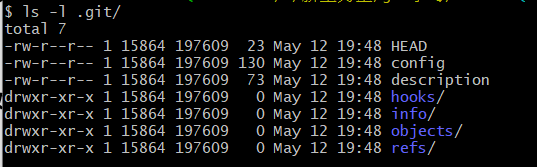 $ ls -l .git/
total 7
-rw-r--r-- 1 15864 197609  23 May 12 19:48 HEAD
-rw-r--r-- 1 15864 197609 130 May 12 19:48 config
-rw-r--r-- 1 15864 197609  73 May 12 19:48 description
drwxr-xr-x 1 15864 197609   0 May 12 19:48 hooks/
drwxr-xr-x 1 15864 197609   0 May 12 19:48 info/
drwxr-xr-x 1 15864 197609   0 May 12 19:48 objects/
drwxr-xr-x 1 15864 197609   0 May 12 19:48 refs/